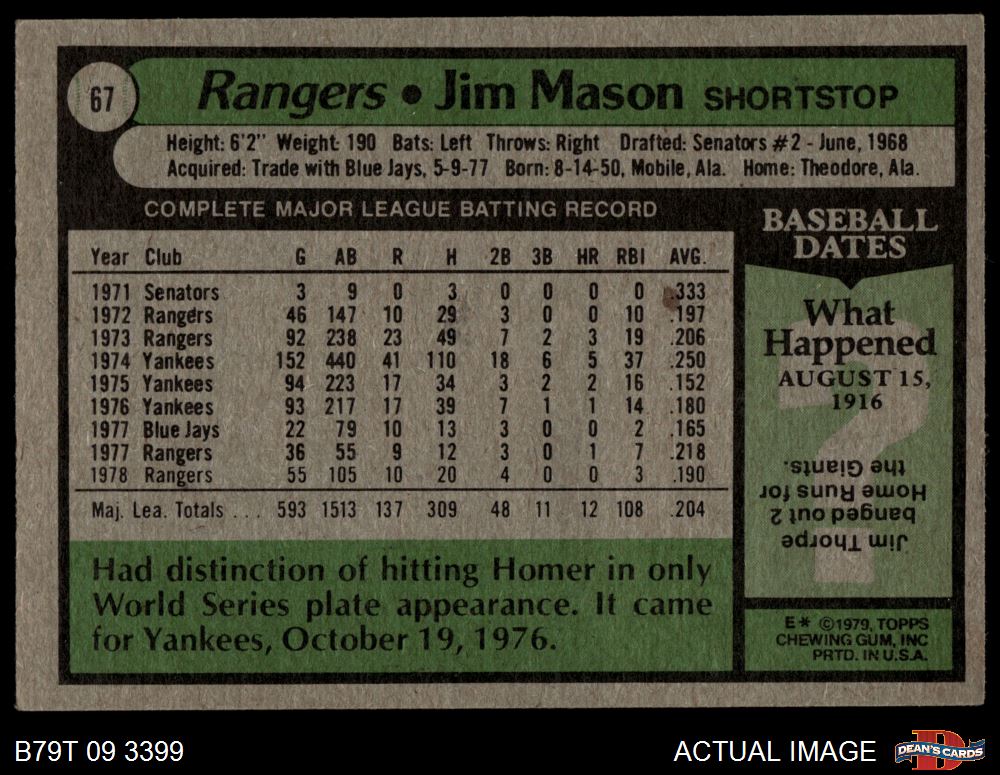 67
Rangers • Jim Mason SHORTSTOP
Height: 6'2" Weight: 190 Bats: Left Throws: Right Drafted: Senators #2 - June, 1968
Acquired: Trade with Blue Jays, 5-9-77 Born: 8-14-50, Mobile, Ala. Home: Theodore, Ala.
COMPLETE MAJOR LEAGUE BATTING RECORD
Year Club G AB R H 2B 3B HR RBI AVG.
1971 Senators 3 9 0 3 0 0 0 0 .333
1972 Rangers 46 147 10 29 3 0 0 10 .197
1973 Rangers 92 238 23 49 7 2 3 19 .206
1974 Yankees 152 440 41 110 18 6 5 37 .250
1975 Yankees 94 223 17 34 3 2 2 16 .152
1976 Yankees 93 217 17 39 7 1 1 14 .180
1977 Blue Jays 22 79 10 13 3 0 0 2 .165
1977 Rangers 36 55 9 12 3 0 1 7 .218
1978 Rangers 55 105 10 20 4 0 0 3 .190
Maj. Lea. Totals . . . 593 1513 137 309 48 11 12 108 .204
Had distinction of hitting Homer in only
World Series plate appearance. It came
for Yankees, October 19, 1976.
BASEBALL
DATES
What
Happened
AUGUST 15,
1916
?
Jim Thorpe
banged out 2
Home Runs for
the Giants.
E* ©1979, TOPPS
CHEWING GUM, INC
PRTD. IN U.S.A.
B79T 09 3399
ACTUAL IMAGE
DEAN'S CARDS